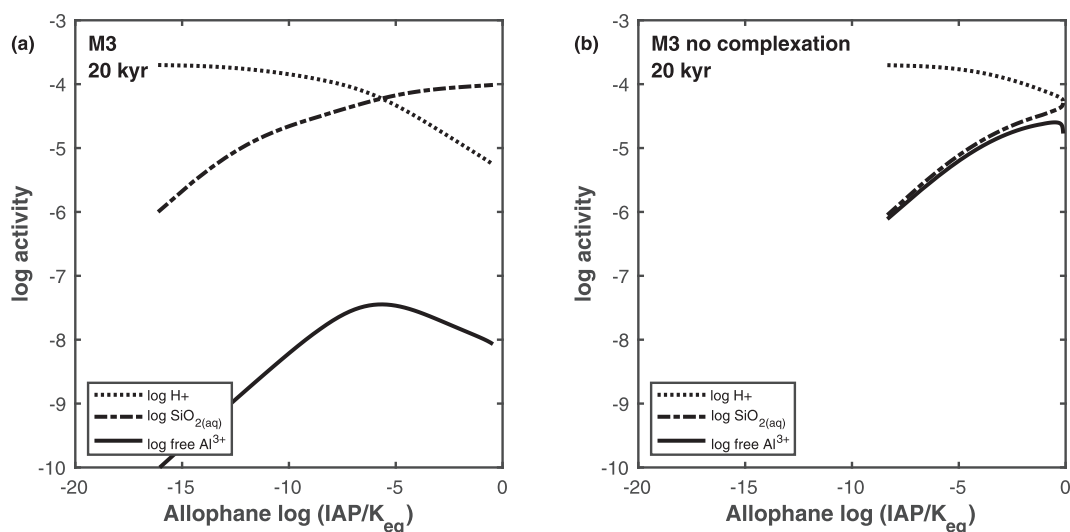 (a)
M3
20 kyr
-3
-4
-5
-6
-7
-8
-9
-10
log activity
log H+
log SiO2(aq)
log free Al3+
-20 -15 -10 -5 0
Allophane log (IAP/Keq)
(b)
M3 no complexation
20 kyr
-3
-4
-5
-6
-7
-8
-9
-10
log activity
log H+
log SiO2(aq)
log free Al3+
-20 -15 -10 -5 0
Allophane log (IAP/Keq)